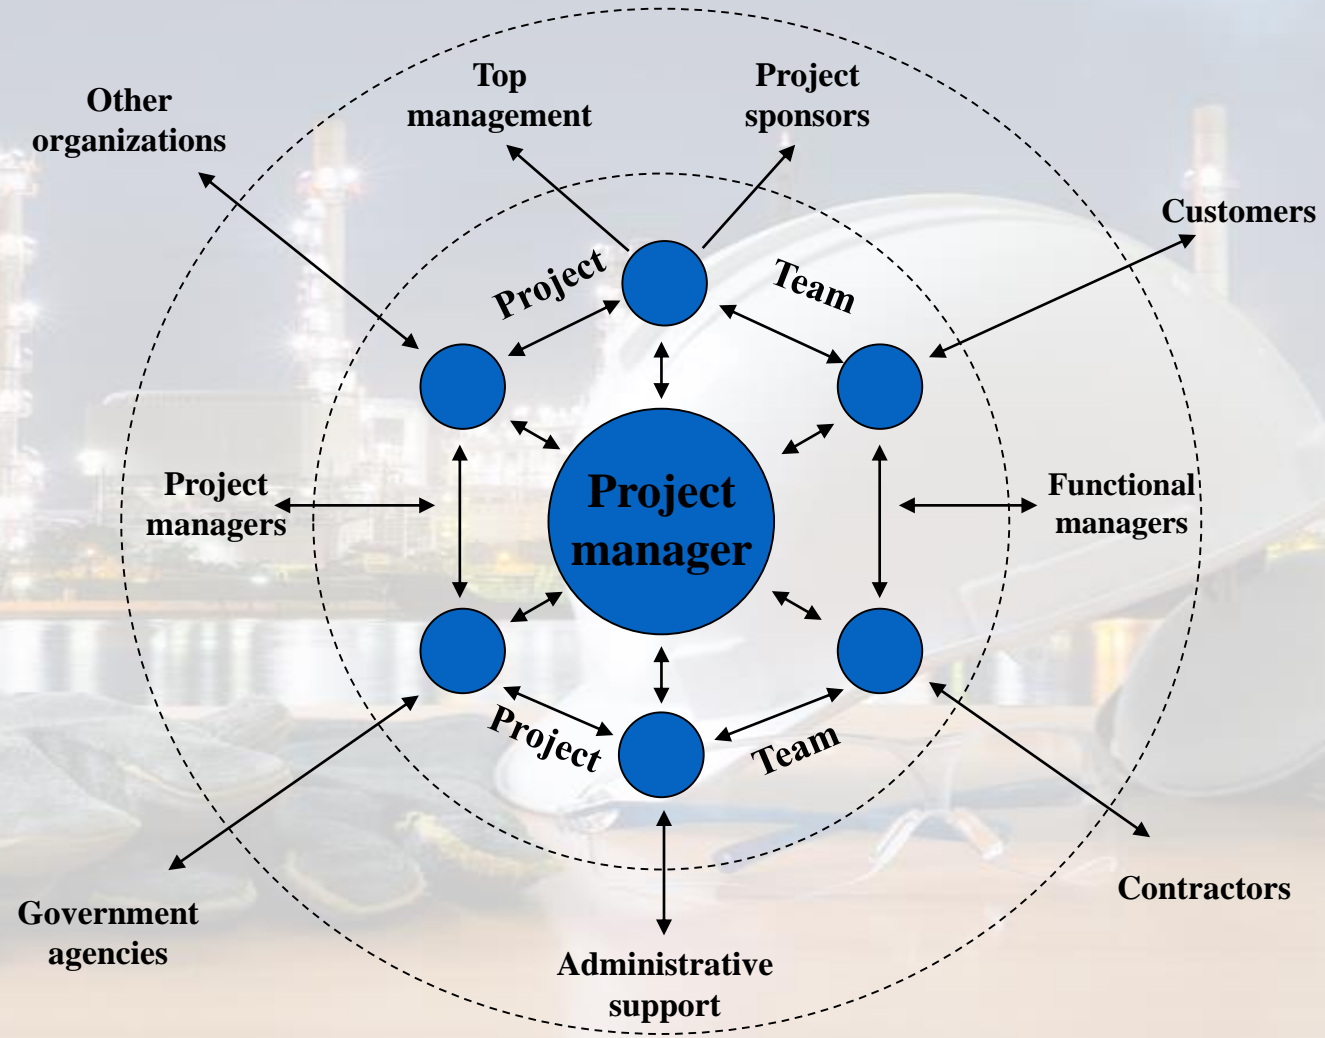 Top
management
Project
sponsors
Other
organizations
Customers
Project
Team
Project
managers
Project
manager
Functional
managers
Project
Team
Government
agencies
Contractors
Administrative
support